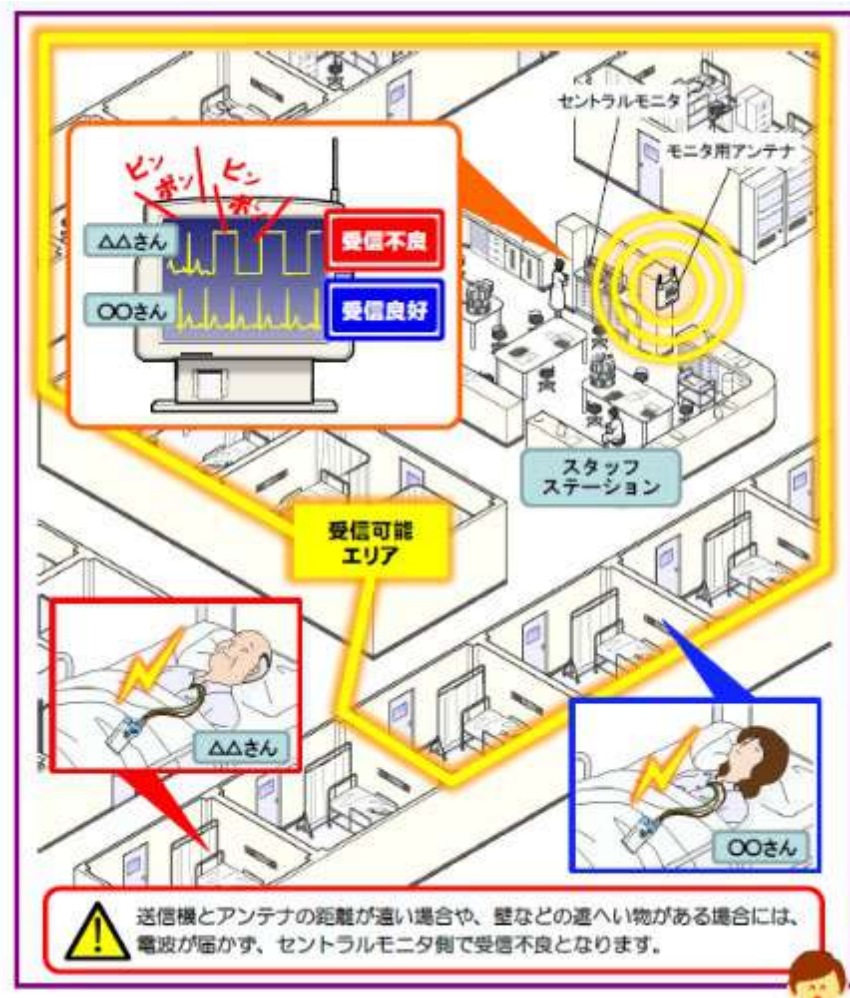 セントラルモニタ
モニタ用アンテナ
ピン
ポン
ピン
ポン
△△さん
受信不良
○○さん
受信良好
スタッフ
ステーション
受信可能
エリア
△△さん
○○さん
送信機とアンテナの距離が遠い場合や、壁などの遮へい物がある場合には、
電波が届かず、セントラルモニタ側で受信不良となります。